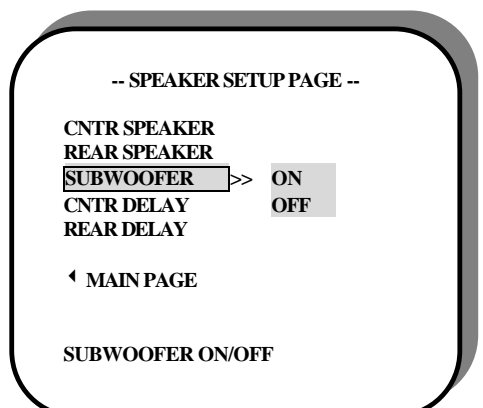 -- SPEAKER SETUP PAGE --
CNTR SPEAKER
REAR SPEAKER
SUBWOOFER >> ON
CNTR DELAY OFF
REAR DELAY
MAIN PAGE
SUBWOOFER ON/OFF